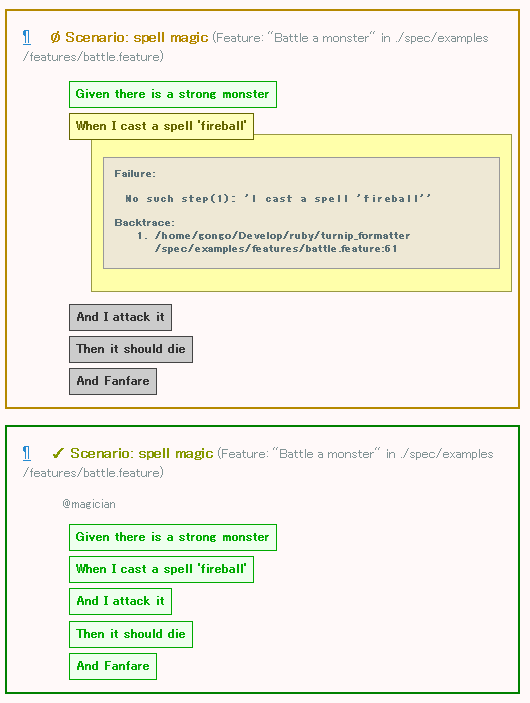 ¶ Ø Scenario: spell magic (Feature: "Battle a monster" in ./spec/examples
/features/battle.feature)
Given there is a strong monster
When I cast a spell 'fireball'
Failure:
No such step(1): 'I cast a spell 'fireball''
Backtrace:
1. /home/gongo/Develop/ruby/turnip_formatter
/spec/examples/features/battle.feature:61
And I attack it
Then it should die
And Fanfare
¶ ✓ Scenario: spell magic (Feature: "Battle a monster" in ./spec/examples
/features/battle.feature)
@magician
Given there is a strong monster
When I cast a spell 'fireball'
And I attack it
Then it should die
And Fanfare